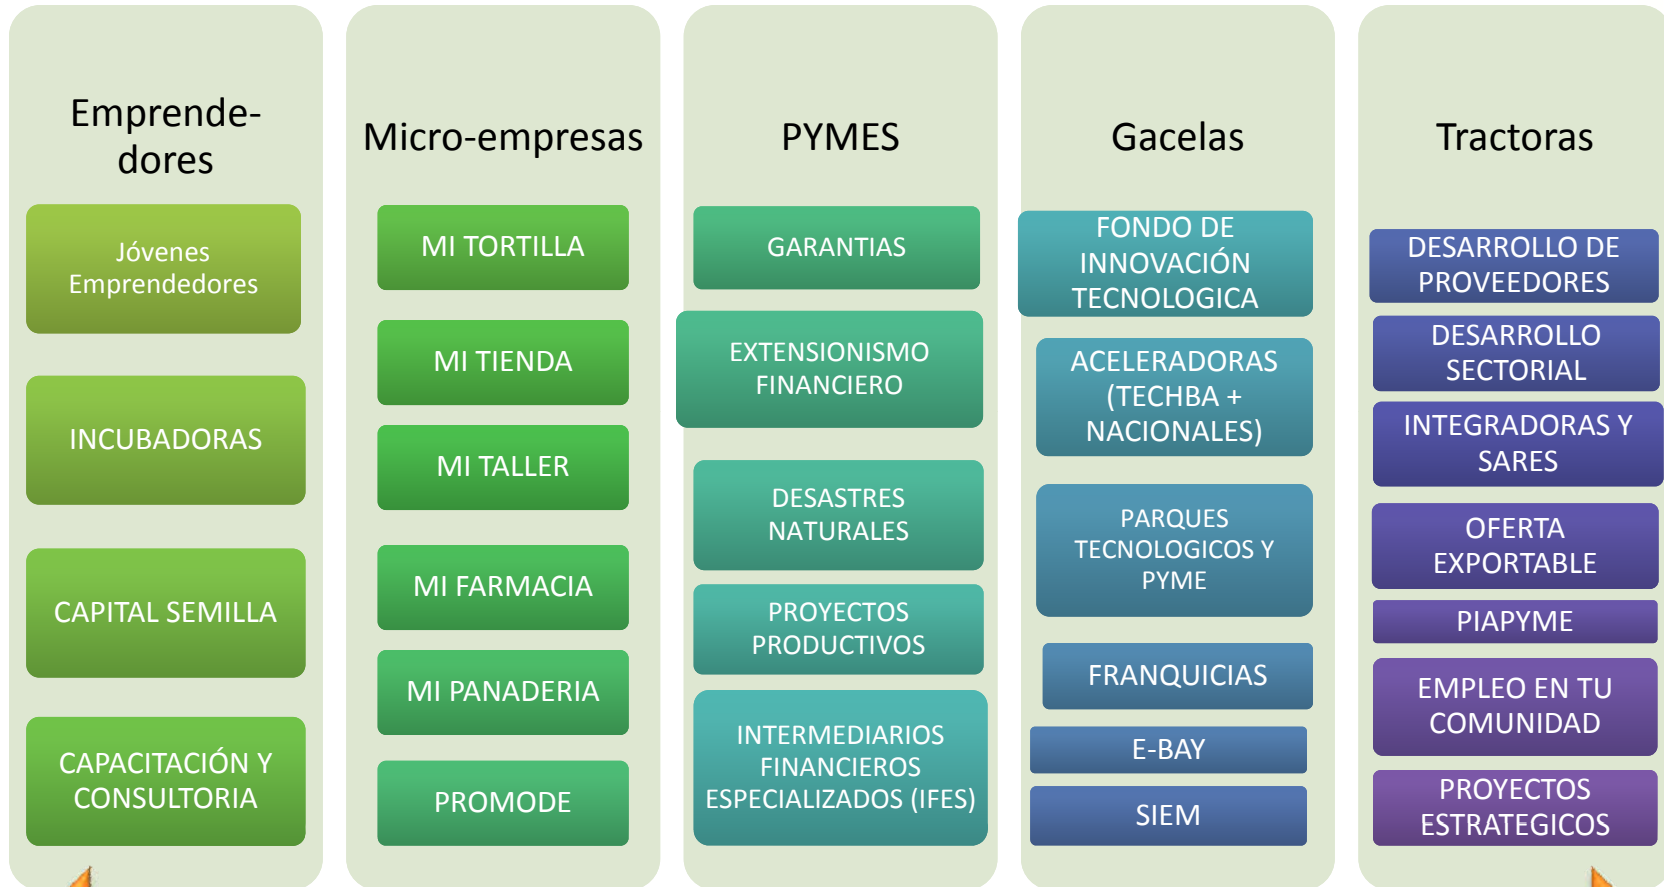 Emprende-
dores
Jóvenes
Emprendedores
INCUBADORAS
CAPITAL SEMILLA
CAPACITACIÓN Y
CONSULTORIA
Micro-empresas
MI TORTILLA
MI TIENDA
MI TALLER
MI FARMACIA
MI PANADERIA
PROMODE
PYMES
GARANTIAS
EXTENSIONISMO
FINANCIERO
DESASTRES
NATURALES
PROYECTOS
PRODUCTIVOS
INTERMEDIARIOS
FINANCIEROS
ESPECIALIZADOS (IFES)
Gacelas
FONDO DE
INNOVACIÓN
TECNOLOGICA
ACELERADORAS
(TECHBA +
NACIONALES)
PARQUES
TECNOLOGICOS Y
PYME
FRANQUICIAS
E-BAY
SIEM
Tractoras
DESARROLLO DE
PROVEEDORES
DESARROLLO
SECTORIAL
INTEGRADORAS Y
SARES
OFERTA
EXPORTABLE
PIAPYME
EMPLEO EN TU
COMUNIDAD
PROYECTOS
ESTRATEGICOS